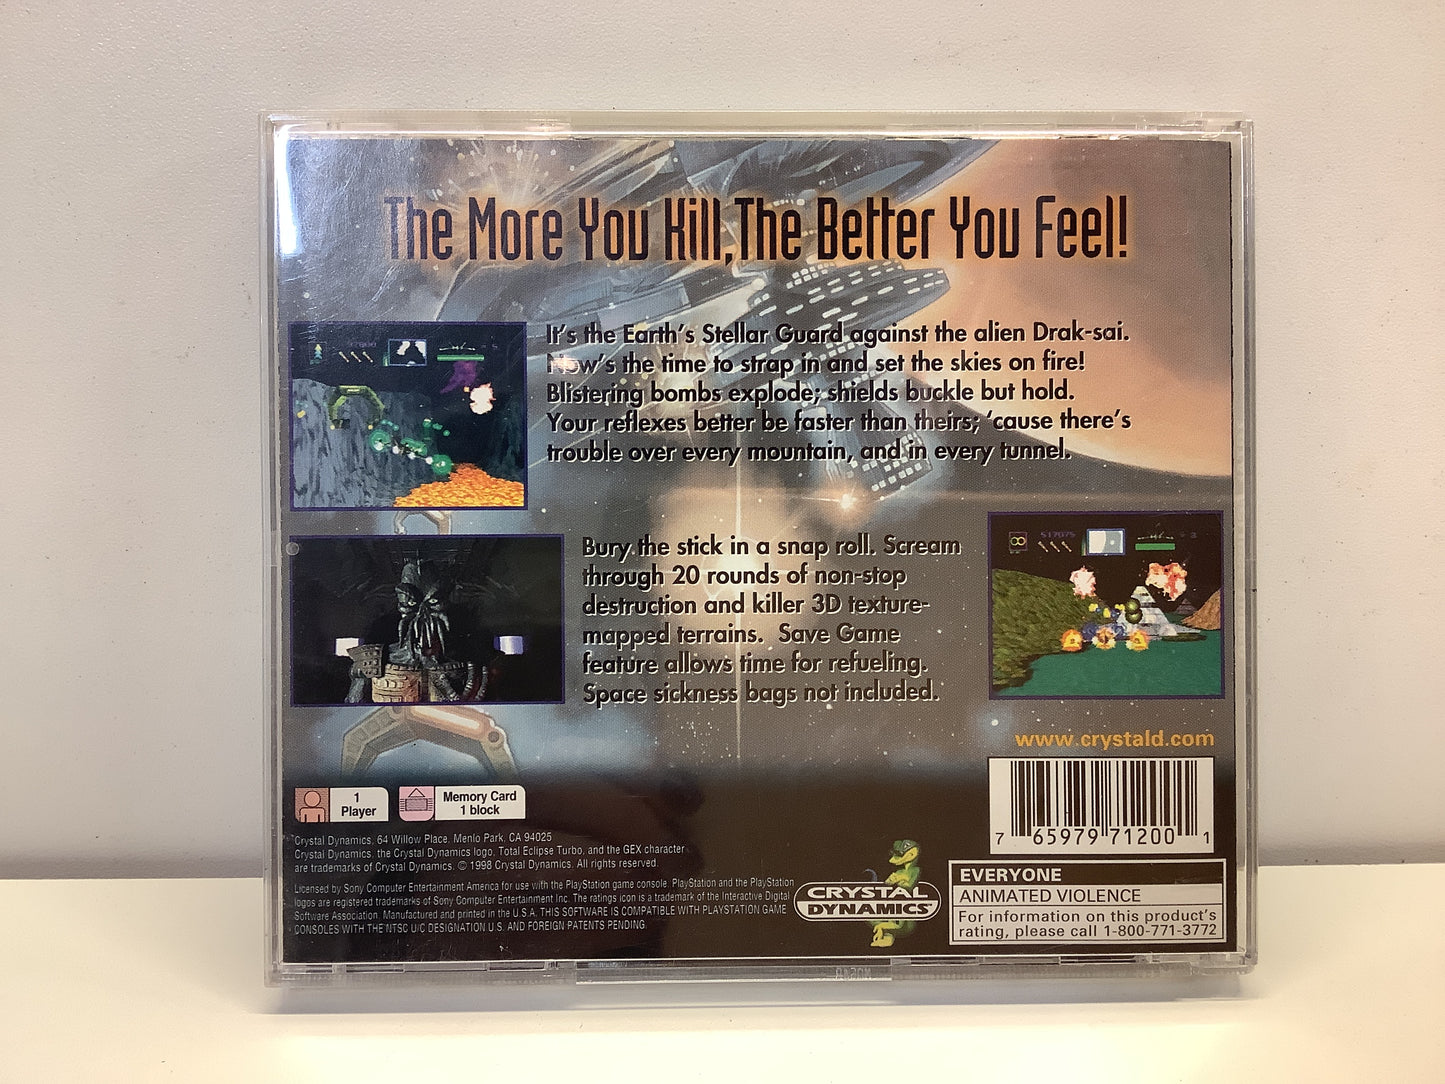 The More You Kill, The Better You Feel!
It's the Earth's Stellar Guard against the alien Drak-sai.
Now's the time to strap in and set the skies on fire!
Blistering bombs explode; shields buckle but hold.
Your reflexes better be faster than theirs; 'cause there's
trouble over every mountain, and in every tunnel.
Bury the stick in a snap roll. Scream
through 20 rounds of non-stop
destruction and killer 3D texture-
mapped terrains. Save Game
feature allows time for refueling.
Space sickness bags not included.
www.crystald.com
1
Player
Memory Card
1 block
Crystal Dynamics, 64 Willow Place, Menlo Park, CA 94025
Crystal Dynamics, the Crystal Dynamics logo, Total Eclipse Turbo, and the GEX character
are trademarks of Crystal Dynamics. © 1998 Crystal Dynamics. All rights reserved.
Licensed by Sony Computer Entertainment America for use with the PlayStation game console. PlayStation and the PlayStation
logos are registered trademarks of Sony Computer Entertainment Inc. The ratings icon is a trademark of the Interactive Digital
Software Association. Manufactured and printed in the U.S.A. THIS SOFTWARE IS COMPATIBLE WITH PLAYSTATION GAME
CONSOLES WITH THE NTSC U/C DESIGNATION U.S. AND FOREIGN PATENTS PENDING.
CRYSTAL
DYNAMICS
7 65979 71200 1
EVERYONE
ANIMATED VIOLENCE
For information on this product's
rating, please call 1-800-771-3772